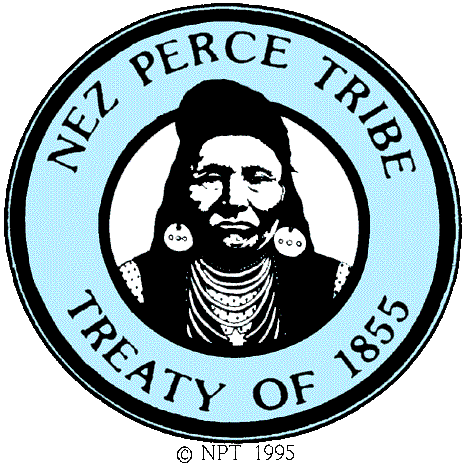 NEZ PERCE TRIBE
TREATY OF 1855
© NPT 1995